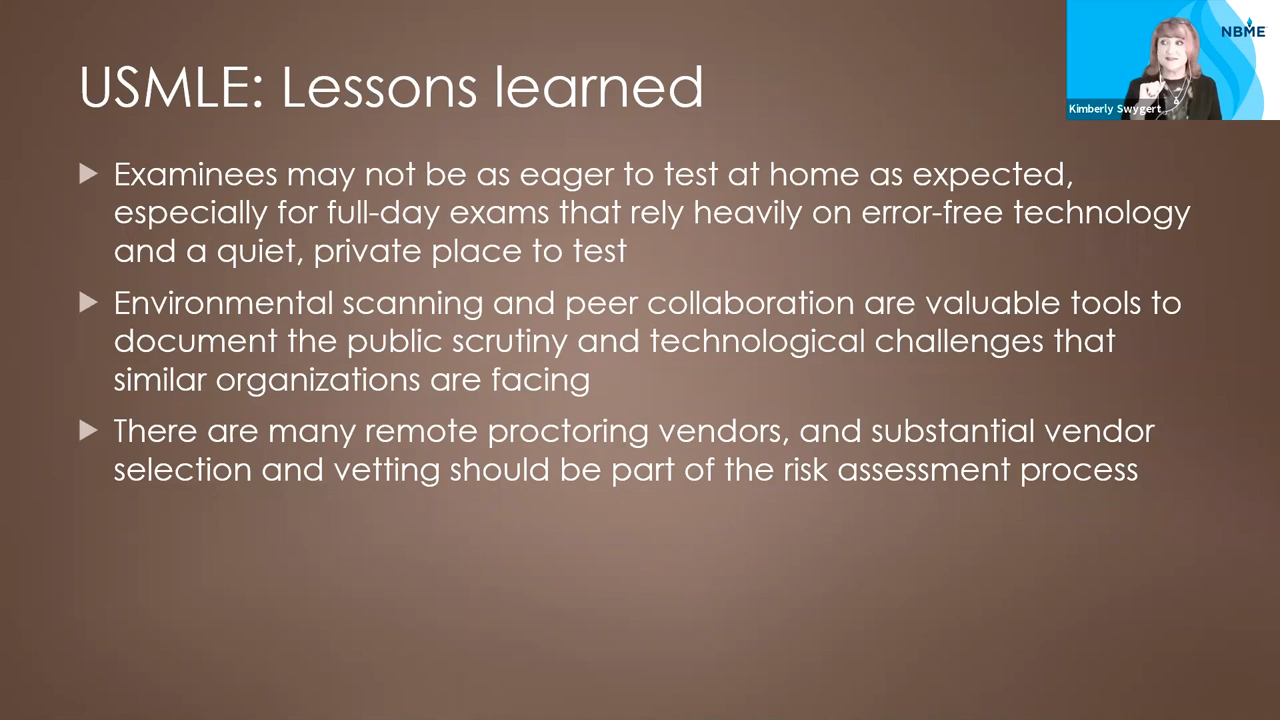 USMLE: Lessons learned
NBME
Kimberly Swygert
Examinees may not be as eager to test at home as expected,
especially for full-day exams that rely heavily on error-free technology
and a quiet, private place to test
Environmental scanning and peer collaboration are valuable tools to
document the public scrutiny and technological challenges that
similar organizations are facing
There are many remote proctoring vendors, and substantial vendor
selection and vetting should be part of the risk assessment process